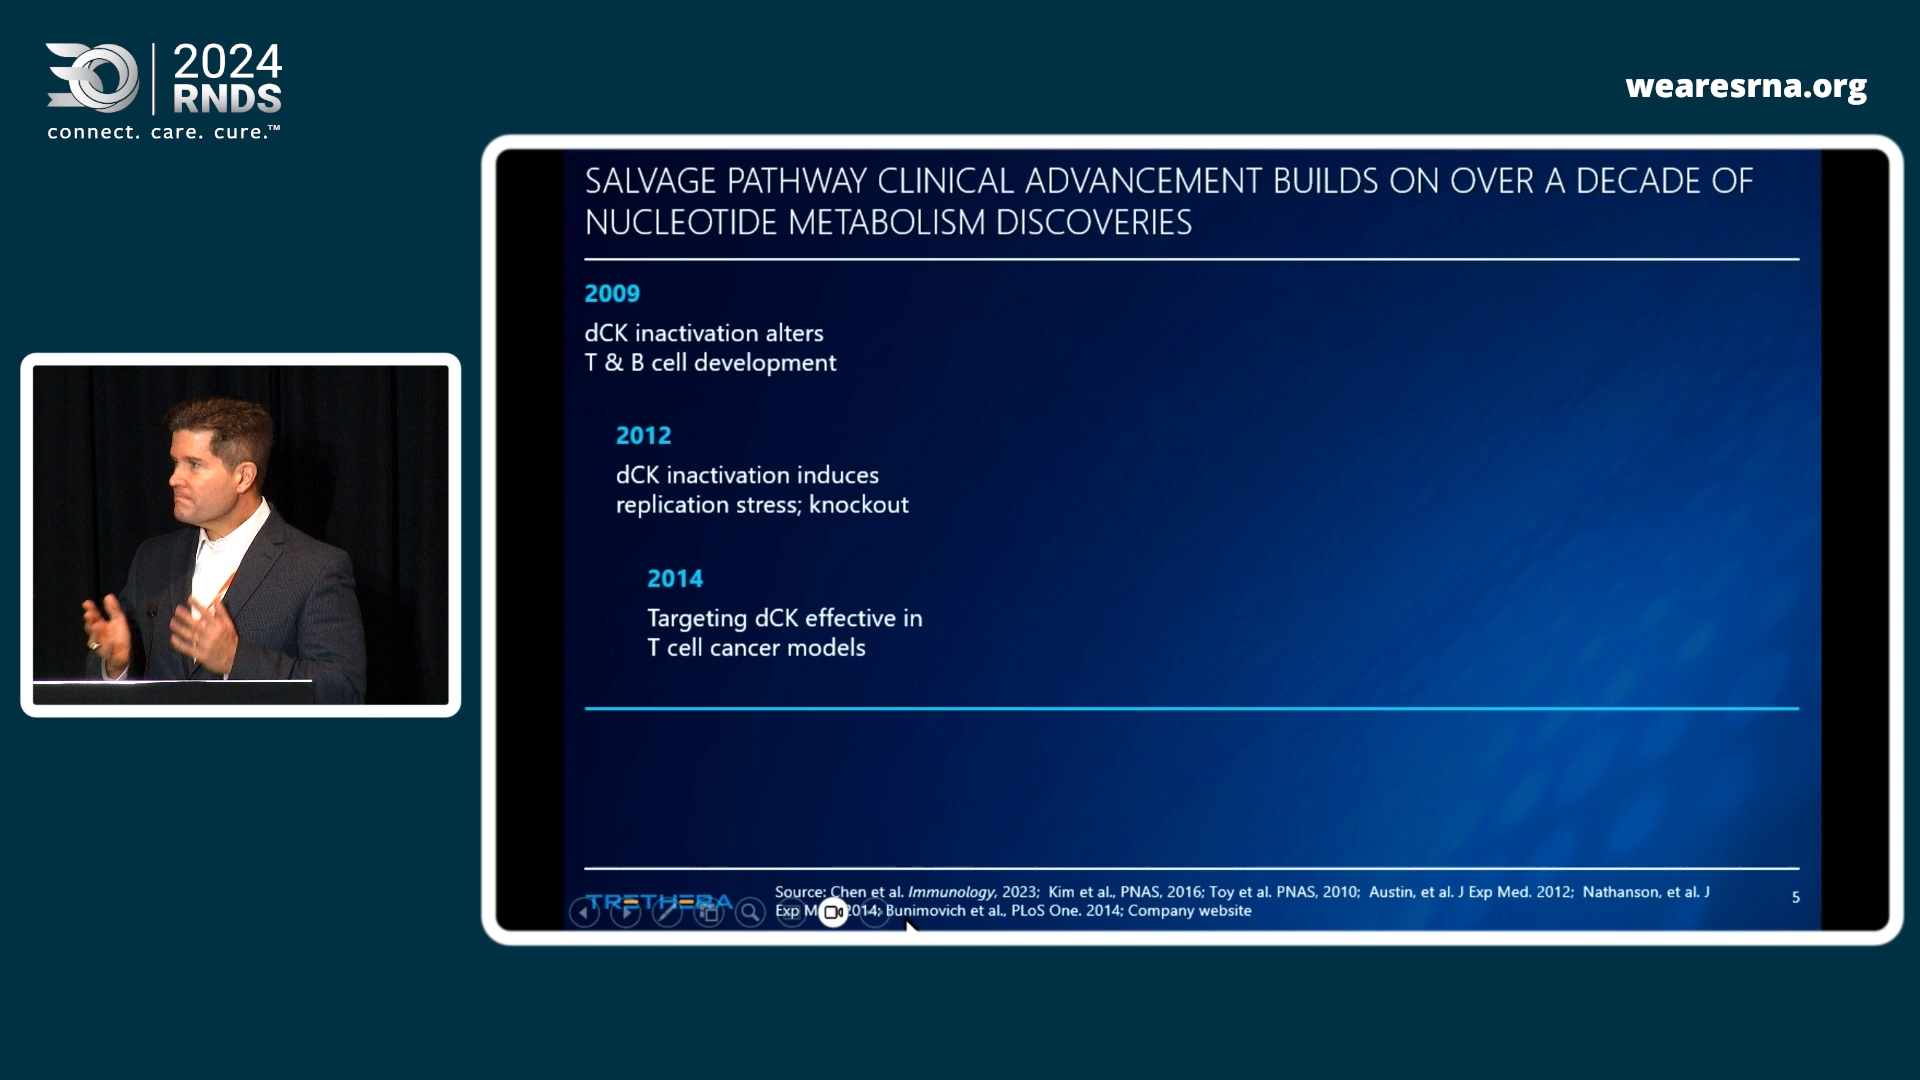 2024
RNDS
connect. care. cure.™
wearesrna.org
SALVAGE PATHWAY CLINICAL ADVANCEMENT BUILDS ON OVER A DECADE OF
NUCLEOTIDE METABOLISM DISCOVERIES
2009
dCK inactivation alters
T & B cell development
2012
dCK inactivation induces
replication stress; knockout
2014
Targeting dCK effective in
T cell cancer models
TRETHERA
Source: Chen et al. Immunology, 2023; Kim et al., PNAS, 2016; Toy et al. PNAS, 2010; Austin, et al. J Exp Med. 2012; Nathanson, et al. J
Exp 2014; Bunimovich et al., PLoS One. 2014; Company website
5